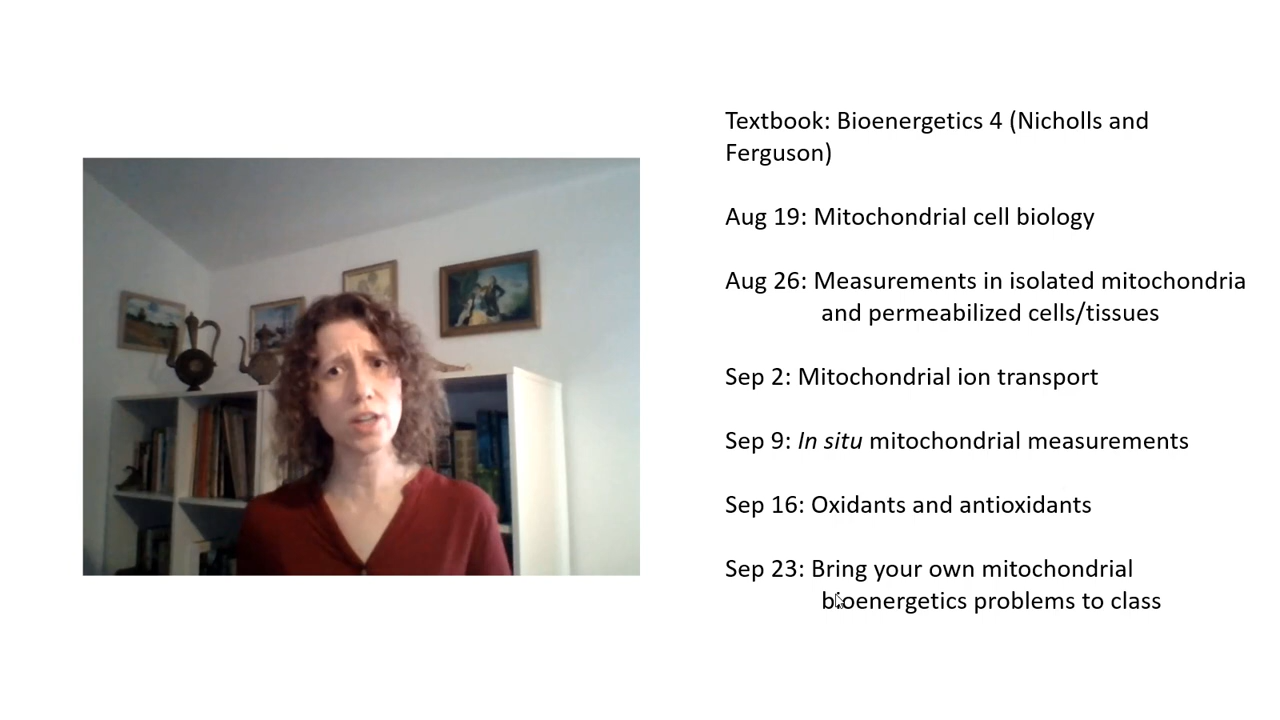 Textbook: Bioenergetics 4 (Nicholls and
Ferguson)
Aug 19: Mitochondrial cell biology
Aug 26: Measurements in isolated mitochondria
and permeabilized cells/tissues
Sep 2: Mitochondrial ion transport
Sep 9: In situ mitochondrial measurements
Sep 16: Oxidants and antioxidants
Sep 23: Bring your own mitochondrial
bioenergetics problems to class